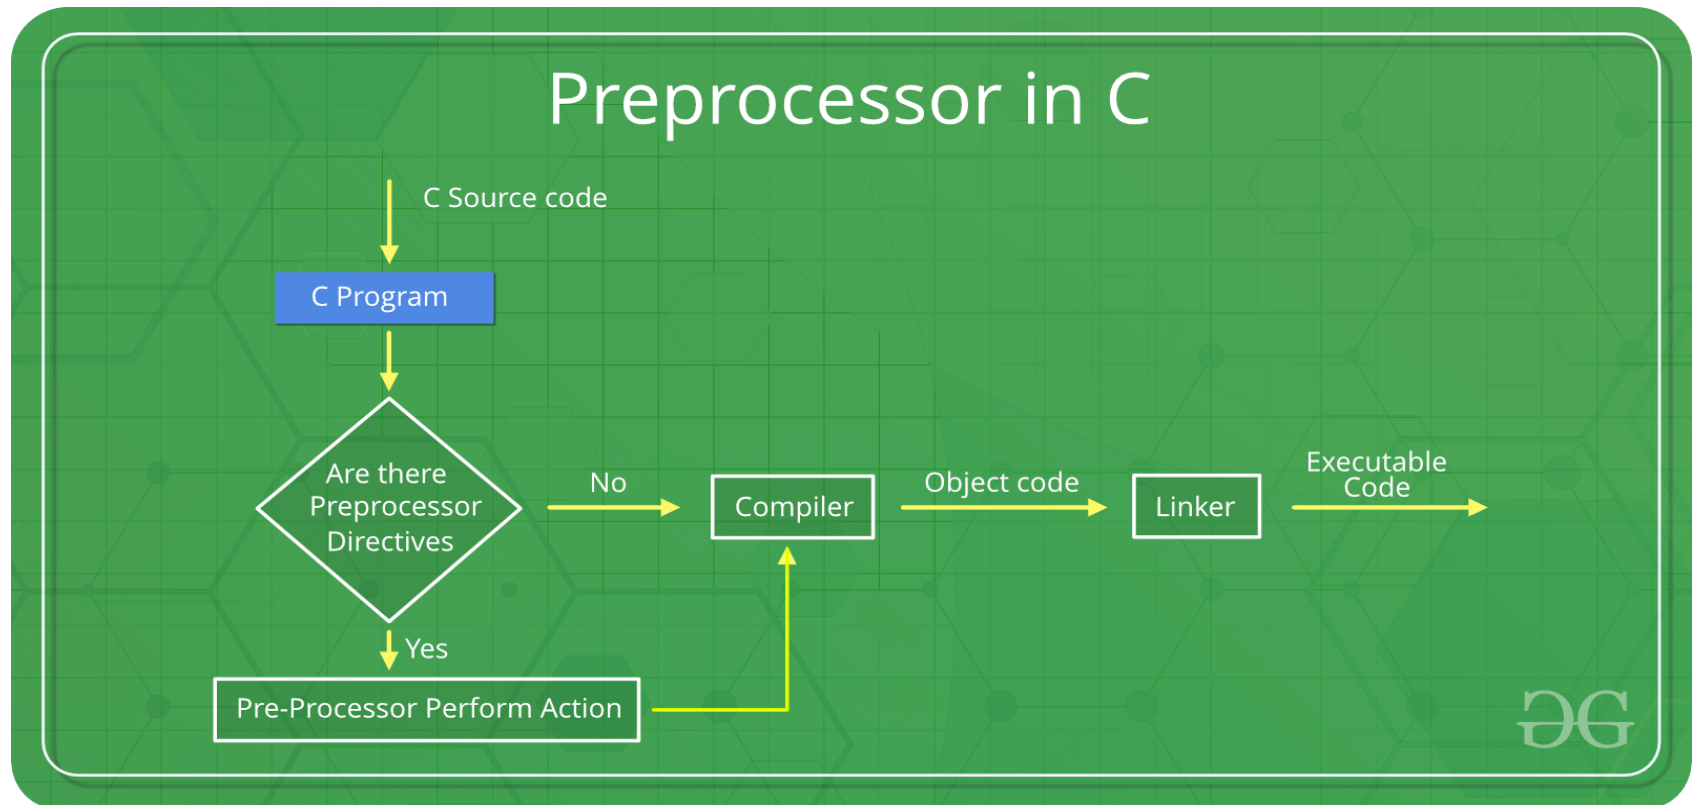 Preprocessor in C
C Source code
C Program
Are there
Preprocessor
Directives
No
Compiler
Object code
Linker
Executable
Code
Yes
Pre-Processor Perform Action